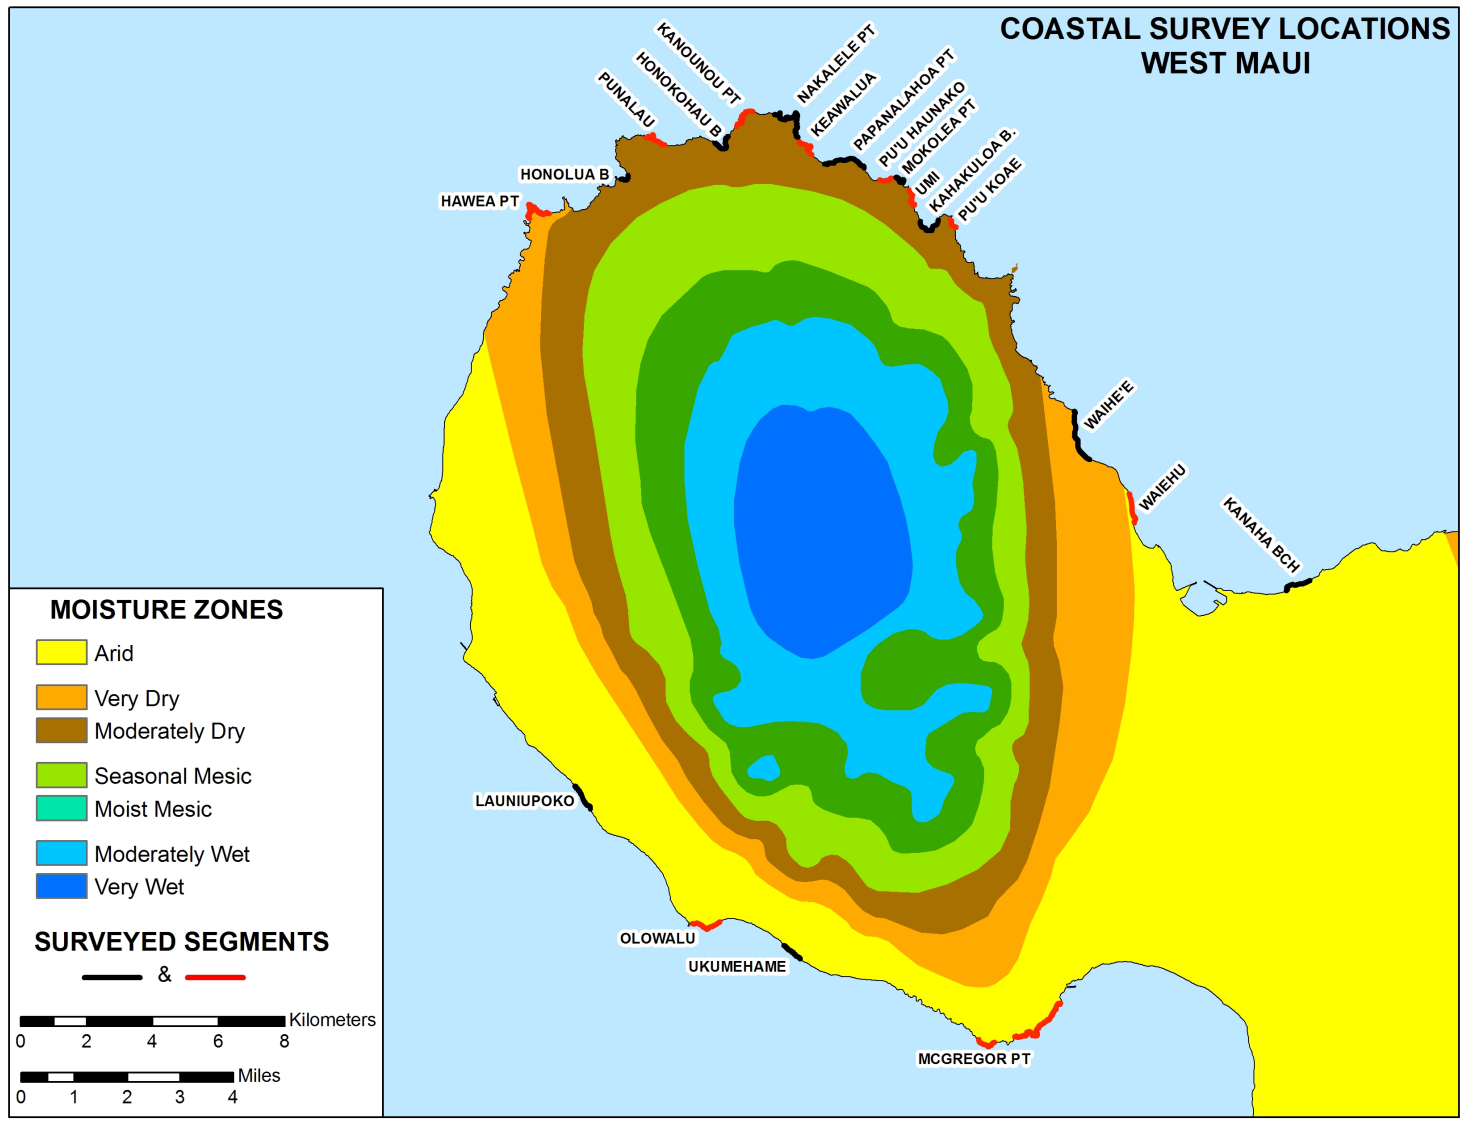 COASTAL SURVEY LOCATIONS
WEST MAUI
KANOUNOU PT
HONOKOHAU B
PUNALAU
NAKALELE PT
KEAWALUA
PAPANALAHOA PT
PU'U HAUNAKO
MOKOLEA PT
UMI
KAHAKULOA B.
PU'U KOAE
HONOLUA B
HAWEA PT
WAIHE'E
WAIEHU
KANAHA BCH
LAUNIUPOKO
OLOWALU
UKUMEHAME
MCGREGOR PT
MOISTURE ZONES
Arid
Very Dry
Moderately Dry
Seasonal Mesic
Moist Mesic
Moderately Wet
Very Wet
SURVEYED SEGMENTS
&
Kilometers
0 2 4 6 8
Miles
0 1 2 3 4